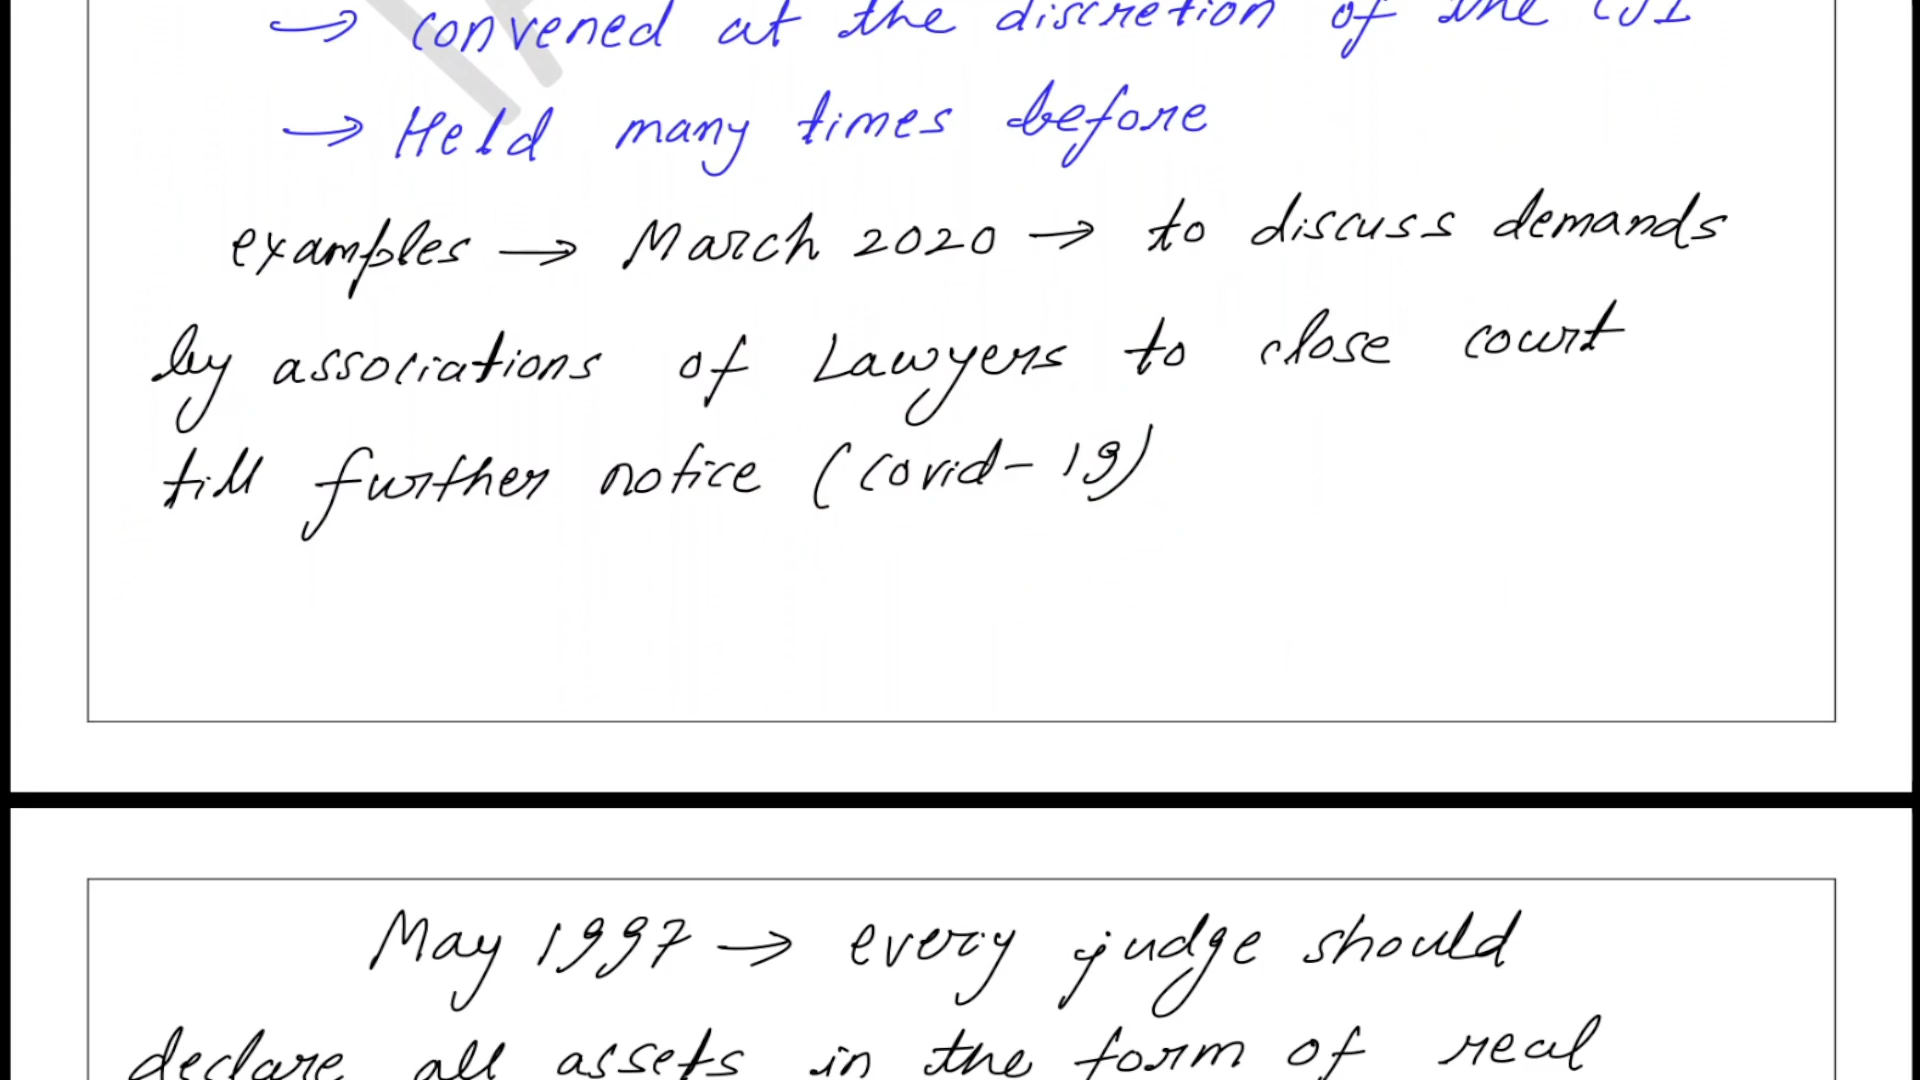 → convened at the discretion of the CJI
→ Held many times before
examples → March 2020 → to discuss demands
by associations of Lawyers to close court
till further notice (covid-19)
May 1997 → every judge should
declare all assets in the form of real